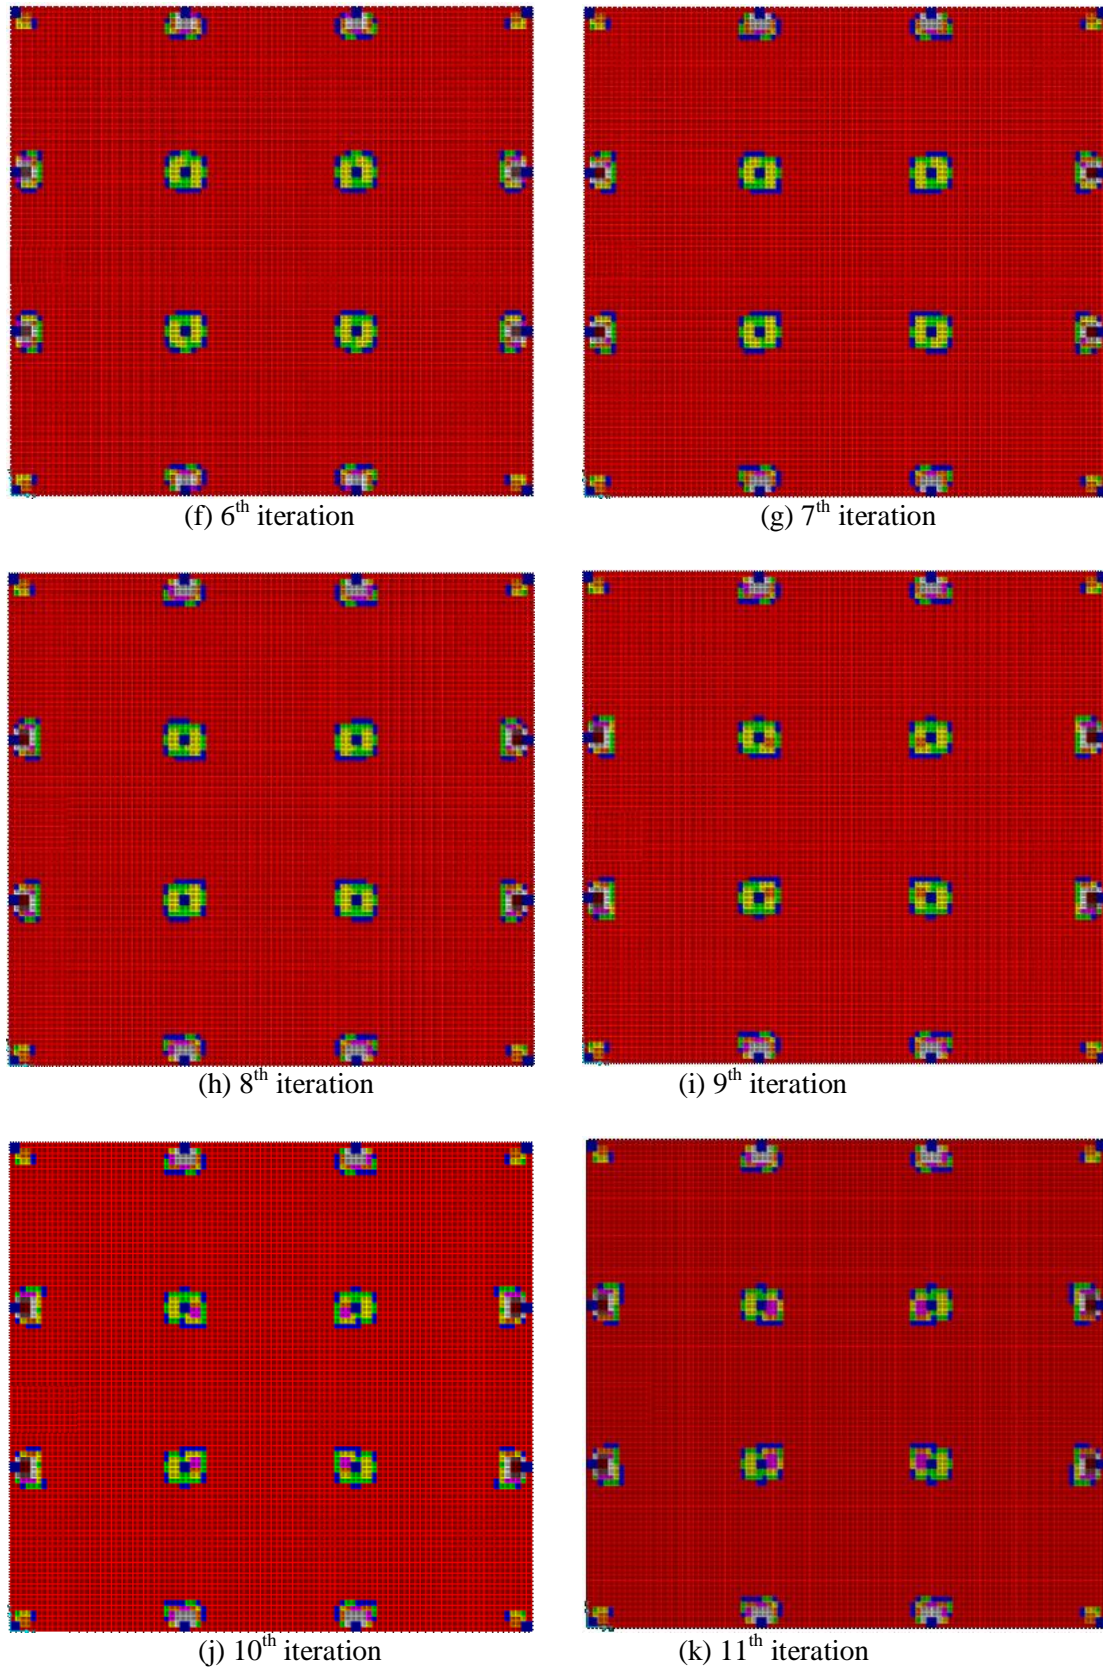 (f) 6th iteration
(g) 7th iteration
(h) 8th iteration
(i) 9th iteration
(j) 10th iteration
(k) 11th iteration